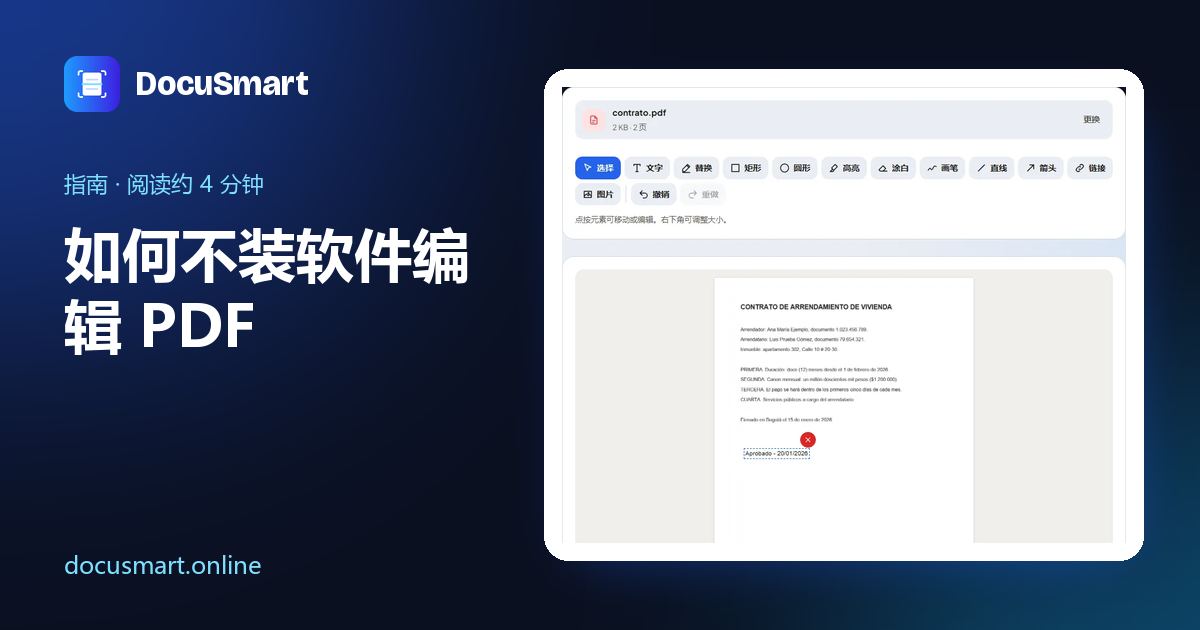 DocuSmart
指南 · 阅读约 4 分钟
如何不装软件编
辑 PDF
docusmart.online
contrato.pdf
2 KB · 2 页
更换
选择 文字 替换 矩形 圆形 高亮 涂白 画笔 直线 箭头 链接
图片 撤销 重做
点按元素可移动或编辑。右下角可调整大小。
CONTRATO DE ARRENDAMIENTO DE VIVIENDA
Arrendador: Ana María Ejemplo, documento 1.023.456.789.
Arrendatario: Luis Prueba Gómez, documento 79.654.321.
Inmueble: apartamento 302, Calle 10 # 20-30.
PRIMERA. Duración: doce (12) meses desde el 1 de febrero de 2026.
SEGUNDA. Canon mensual: un millón doscientos mil pesos ($1.200.000).
TERCERA. El pago se hará dentro de los primeros cinco días de cada mes.
CUARTA. Servicios públicos a cargo del arrendatario.
Firmado en Bogotá el 15 de enero de 2026.
Aprobado - 20/01/2026